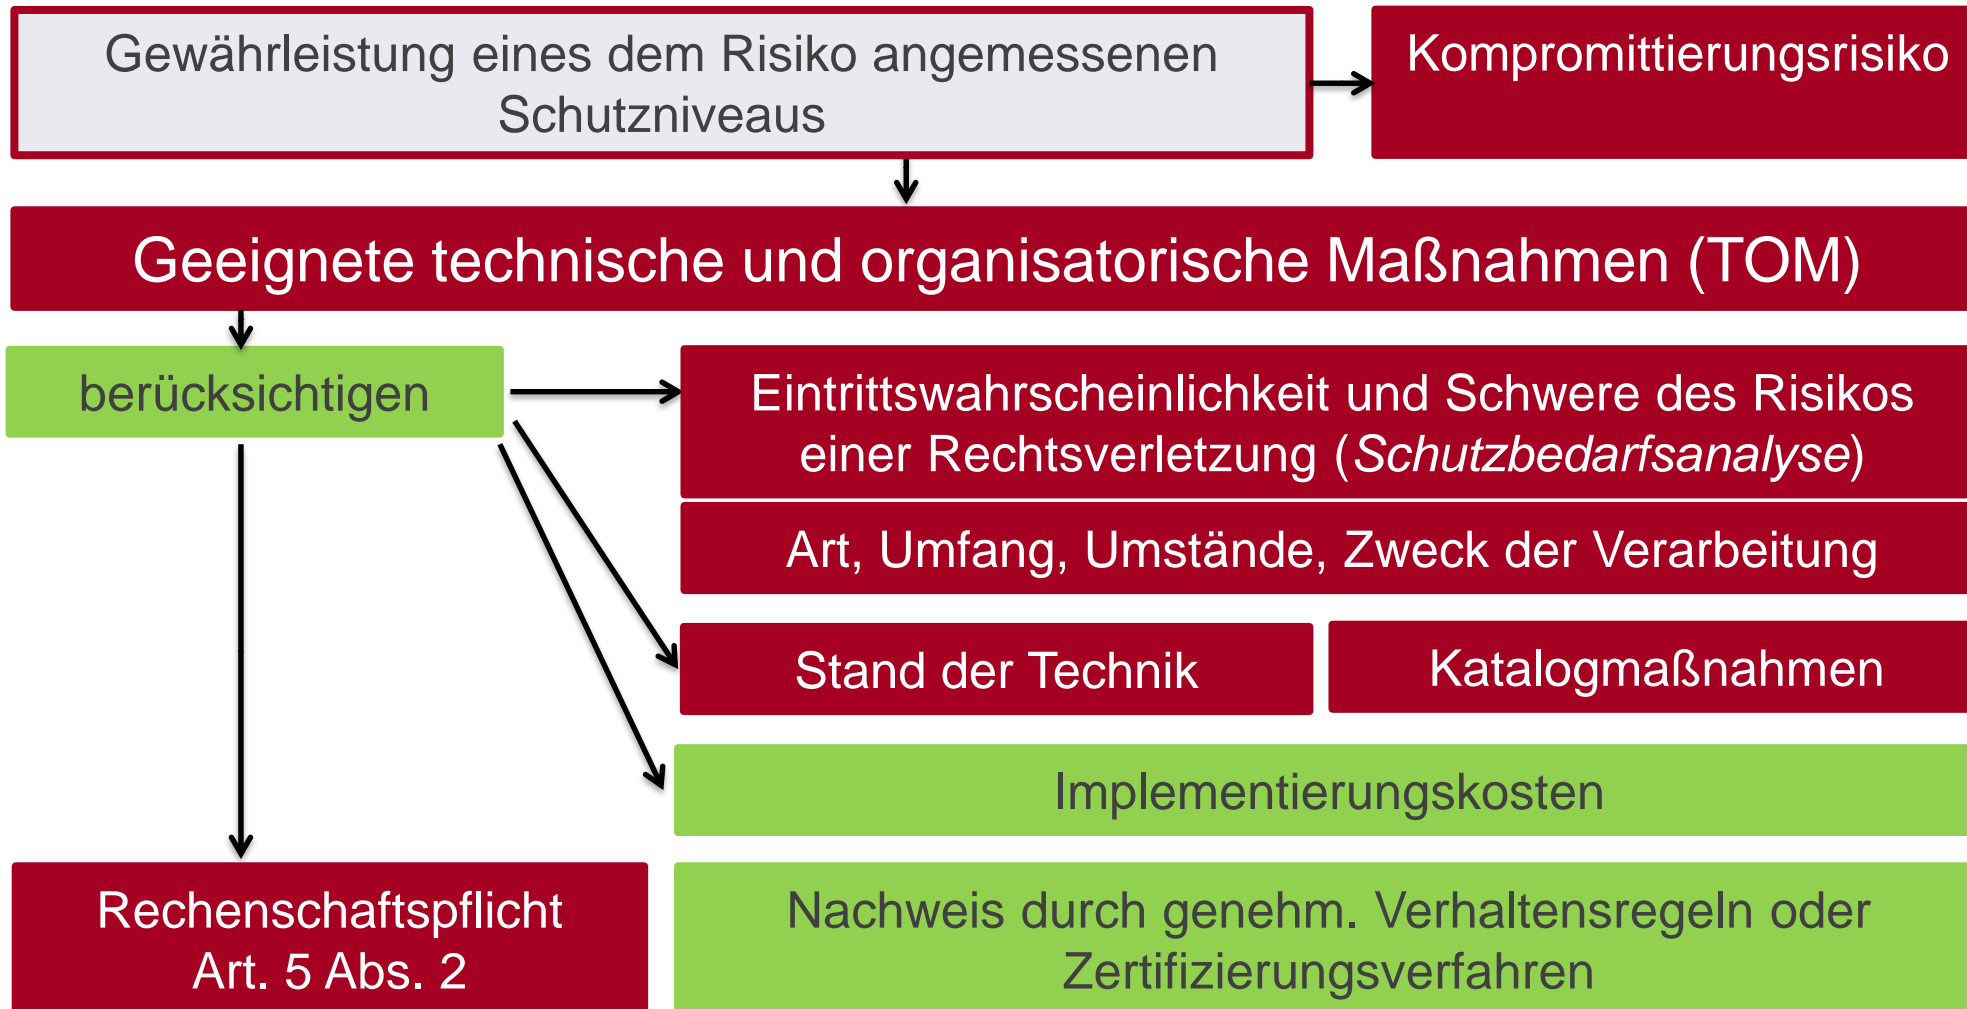 Gewährleistung eines dem Risiko angemessenen
Schutzniveaus
Kompromittierungsrisiko
Geeignete technische und organisatorische Maßnahmen (TOM)
berücksichtigen
Eintrittswahrscheinlichkeit und Schwere des Risikos
einer Rechtsverletzung (Schutzbedarfsanalyse)
Art, Umfang, Umstände, Zweck der Verarbeitung
Stand der Technik
Katalogmaßnahmen
Implementierungskosten
Rechenschaftspflicht
Art. 5 Abs. 2
Nachweis durch genehm. Verhaltensregeln oder
Zertifizierungsverfahren